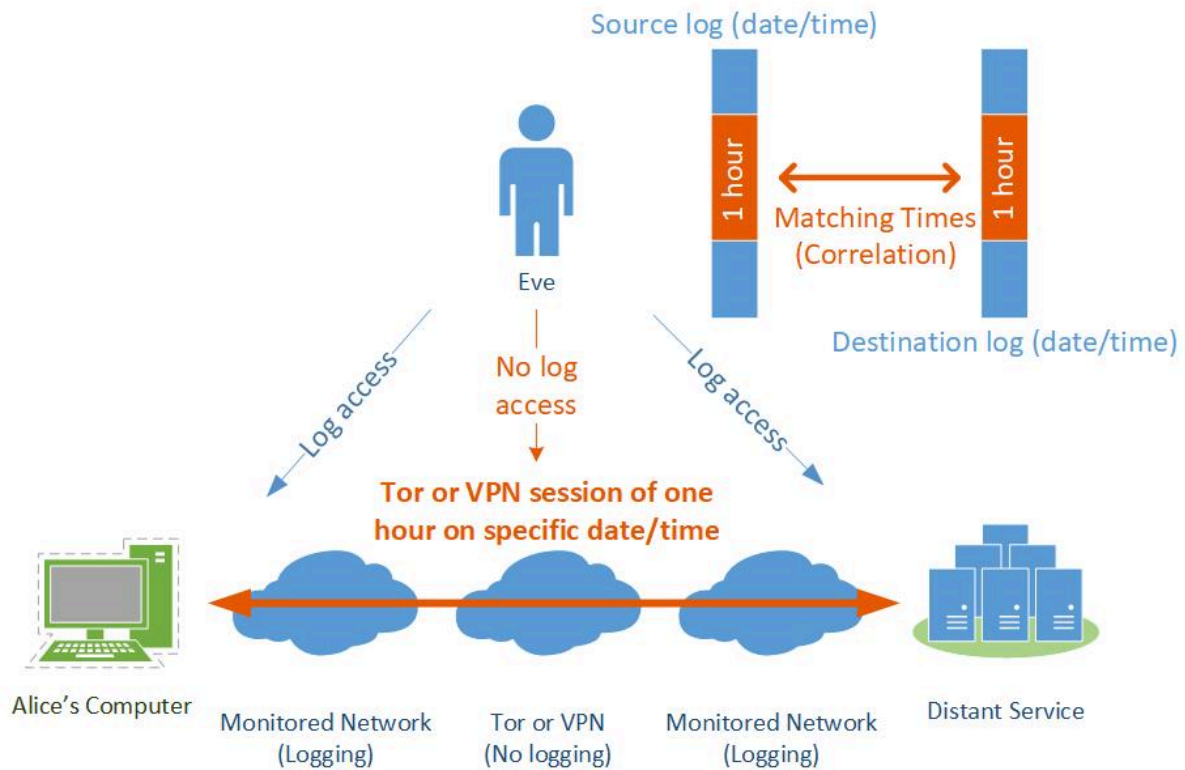 Source log (date/time)
1 hour
1 hour
Matching Times
(Correlation)
Destination log (date/time)
Eve
Log access
No log
access
Log access
Tor or VPN session of one
hour on specific date/time
Alice's Computer
Monitored Network
(Logging)
Tor or VPN
(No logging)
Monitored Network
(Logging)
Distant Service